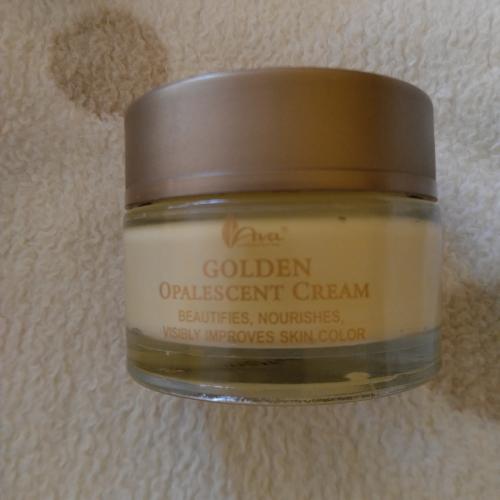 Ava®
GOLDEN
OPALESCENT CREAM
BEAUTIFIES, NOURISHES,
VISIBLY IMPROVES SKIN COLOR